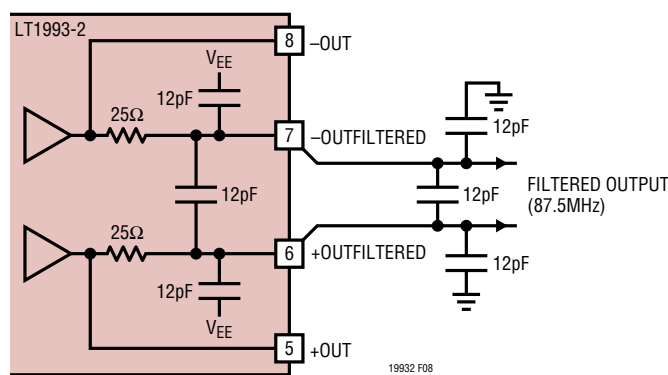 LT1993-2
8 –OUT
VEE
12pF
25Ω
7 –OUTFILTERED
12pF
12pF
12pF
FILTERED OUTPUT
(87.5MHz)
25Ω
6 +OUTFILTERED
12pF
12pF
VEE
5 +OUT
19932 F08